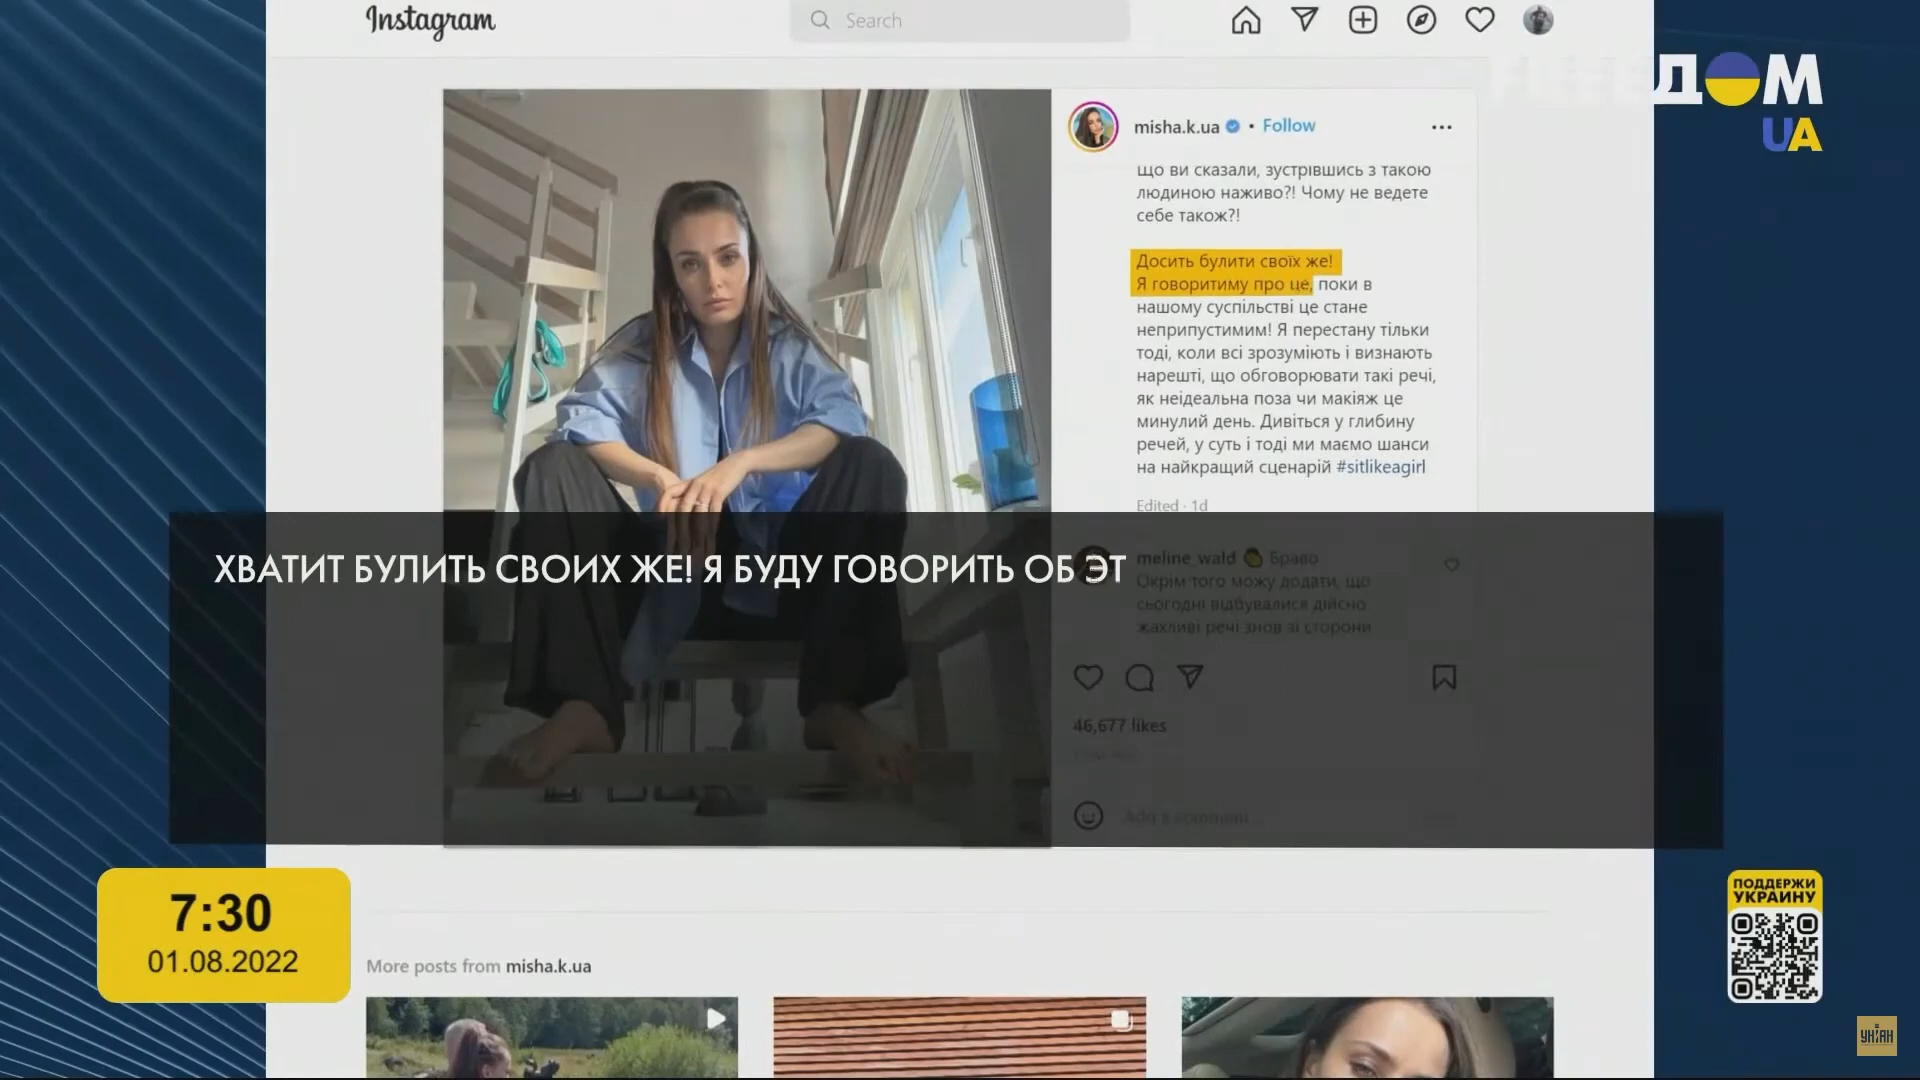 Instagram
Search
FREEДOM
UA
misha.k.ua • Follow
що ви сказали, зустрівшись з такою
людиною наживо?! Чому не ведете
себе також?!
Досить булити своїх же!
Я говоритиму про це, поки в
нашому суспільстві це стане
неприпустимим! Я перестану тільки
тоді, коли всі зрозуміють і визнають
нарешті, що обговорювати такі речі,
як неідеальна поза чи макіяж це
минулий день. Дивіться у глибину
речей, у суть і тоді ми маємо шанси
на найкращий сценарій #sitlikeagirl
Edited · 1d
ХВАТИТ БУЛИТЬ СВОИХ ЖЕ! Я БУДУ ГОВОРИТЬ ОБ ЭТ
meline_wald Браво
Окрім того можу додати, що
сьогодні відбувалися дійсно
жахливі речі знов зі сторони
46,677 likes
Add a comment...
7:30
01.08.2022
ПОДДЕРЖИ
УКРАИНУ
More posts from misha.k.ua
УНІАН